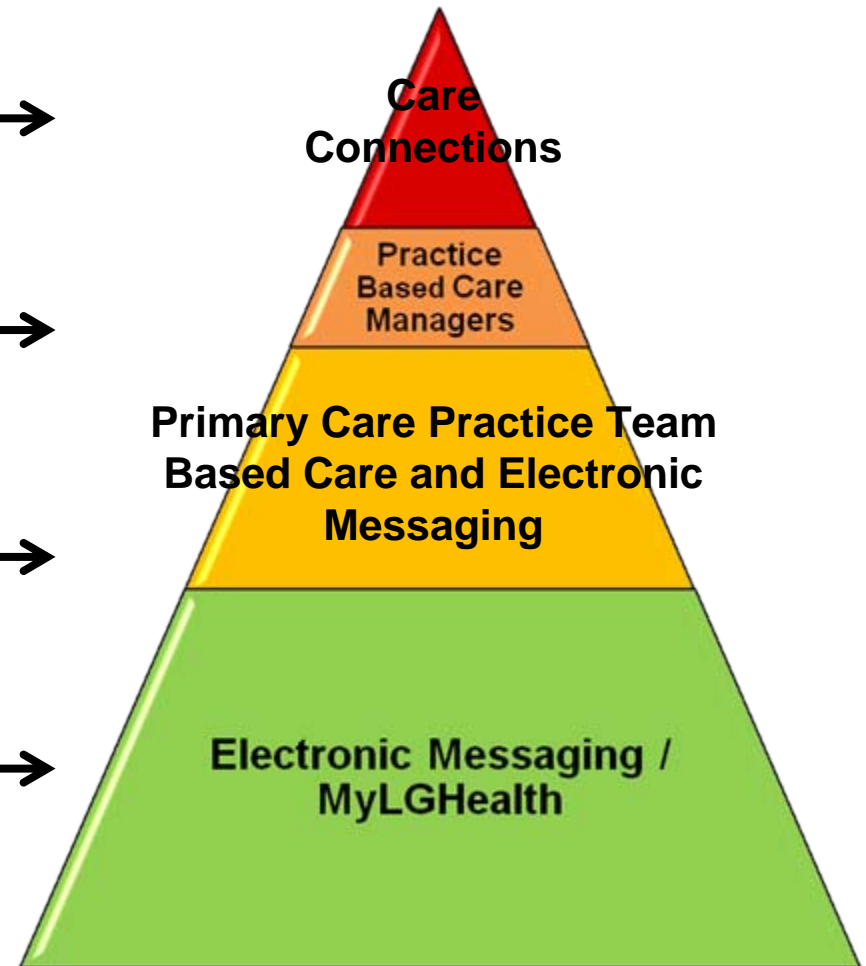 Care
Connections
Practice
Based Care
Managers
Primary Care Practice Team
Based Care and Electronic
Messaging
Electronic Messaging /
MyLGHealth